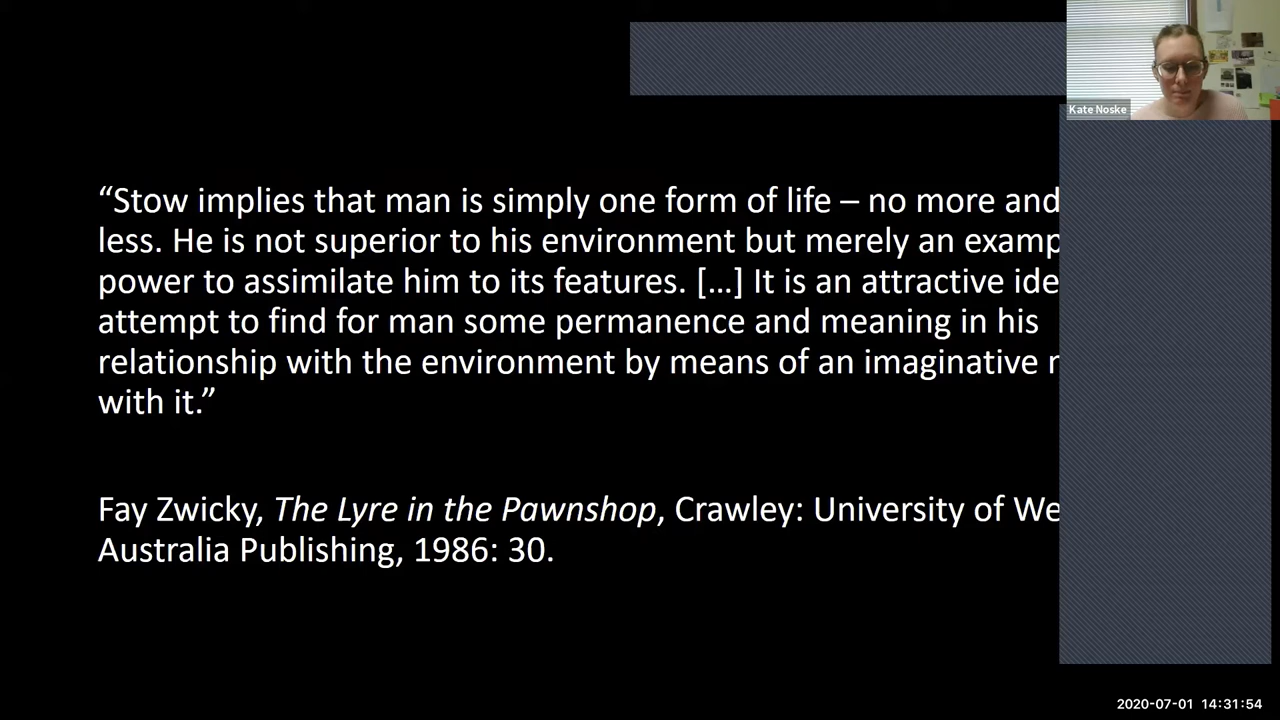 Kate Noske
“Stow implies that man is simply one form of life – no more and
less. He is not superior to his environment but merely an
power to assimilate him to its features. […] It is an attractive
attempt to find for man some permanence and meaning in his
relationship with the environment by means of an imaginative
with it.”
Fay Zwicky, The Lyre in the Pawnshop, Crawley: University of
Australia Publishing, 1986: 30.
2020-07-01 14:31:54